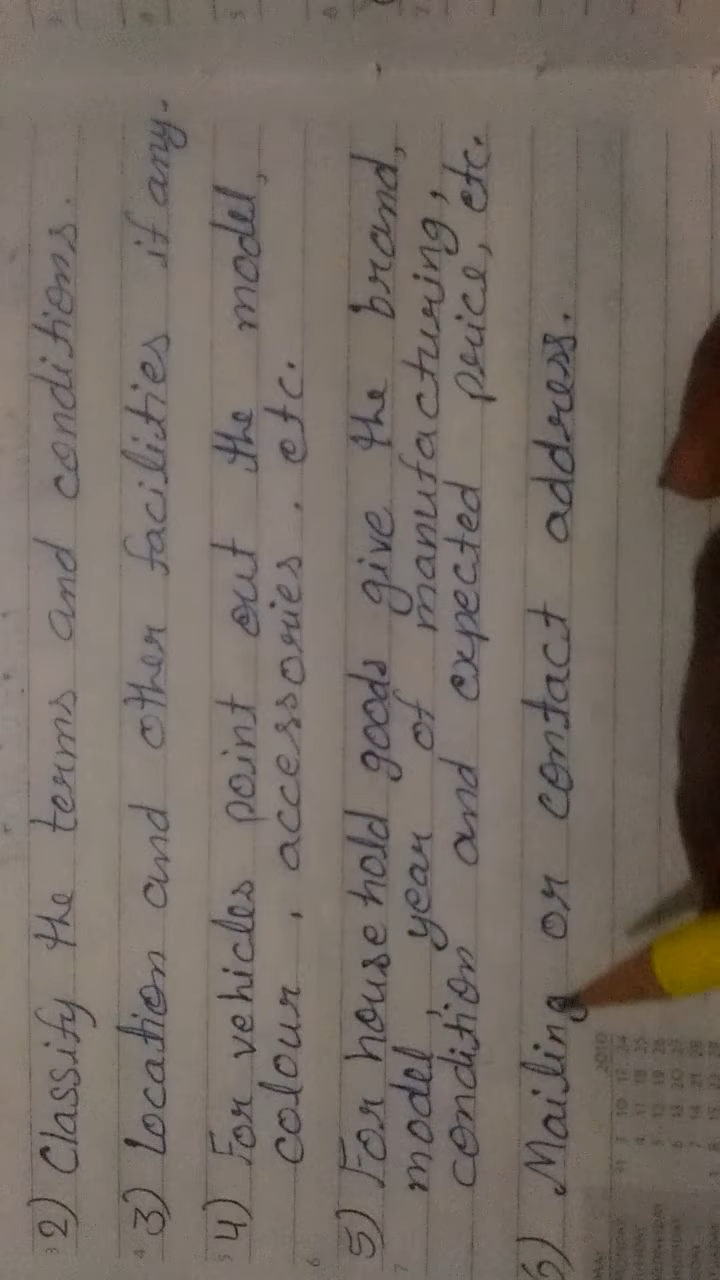 2) Classify the terms and conditions.
3) Location and other facilities if any.
4) For vehicles point out the model,
colour, accessories, etc.
5) For house hold goods give the brand,
model, year of manufacturing,
condition and expected price, etc.
6) Mailing or contact address.